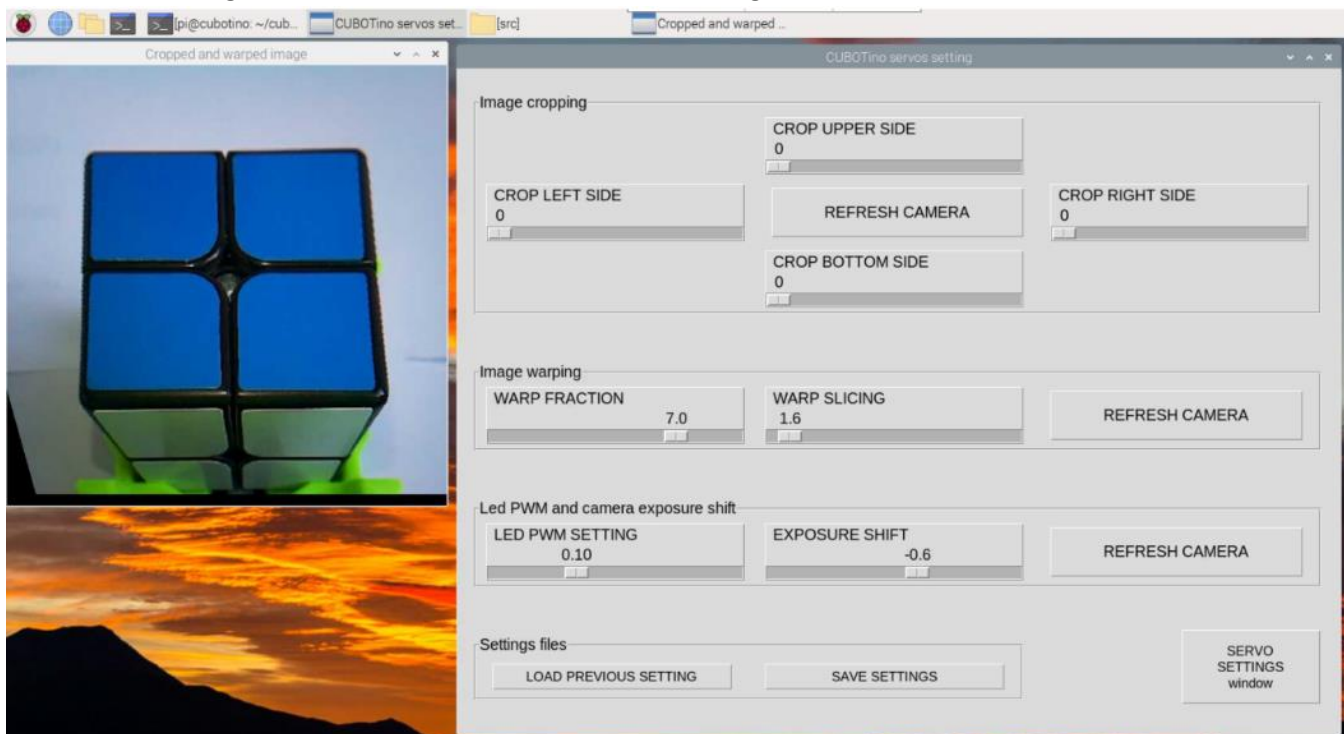 [pi@cubotino: ~/cub... CUBOTino servos set... [src] Cropped and warped ...
Cropped and warped image
CUBOTino servos setting
Image cropping
CROP UPPER SIDE
0
CROP LEFT SIDE
0
REFRESH CAMERA
CROP RIGHT SIDE
0
CROP BOTTOM SIDE
0
Image warping
WARP FRACTION
7.0
WARP SLICING
1.6
REFRESH CAMERA
Led PWM and camera exposure shift
LED PWM SETTING
0.10
EXPOSURE SHIFT
-0.6
REFRESH CAMERA
Settings files
LOAD PREVIOUS SETTING
SAVE SETTINGS
SERVO
SETTINGS
window